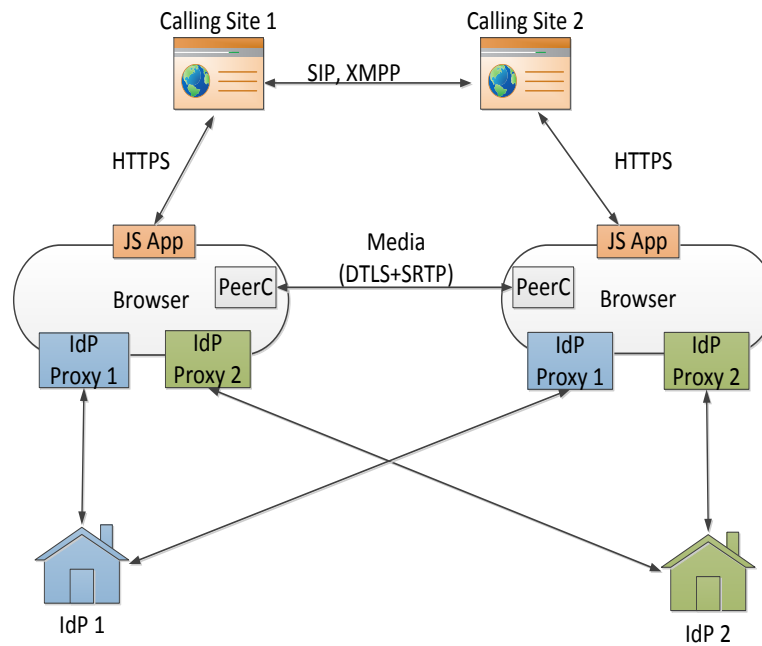 Calling Site 1
Calling Site 2
SIP, XMPP
HTTPS
HTTPS
JS App
JS App
Media
(DTLS+SRTP)
PeerC
PeerC
Browser
Browser
IdP
Proxy 1
IdP
Proxy 2
IdP
Proxy 1
IdP
Proxy 2
IdP 1
IdP 2